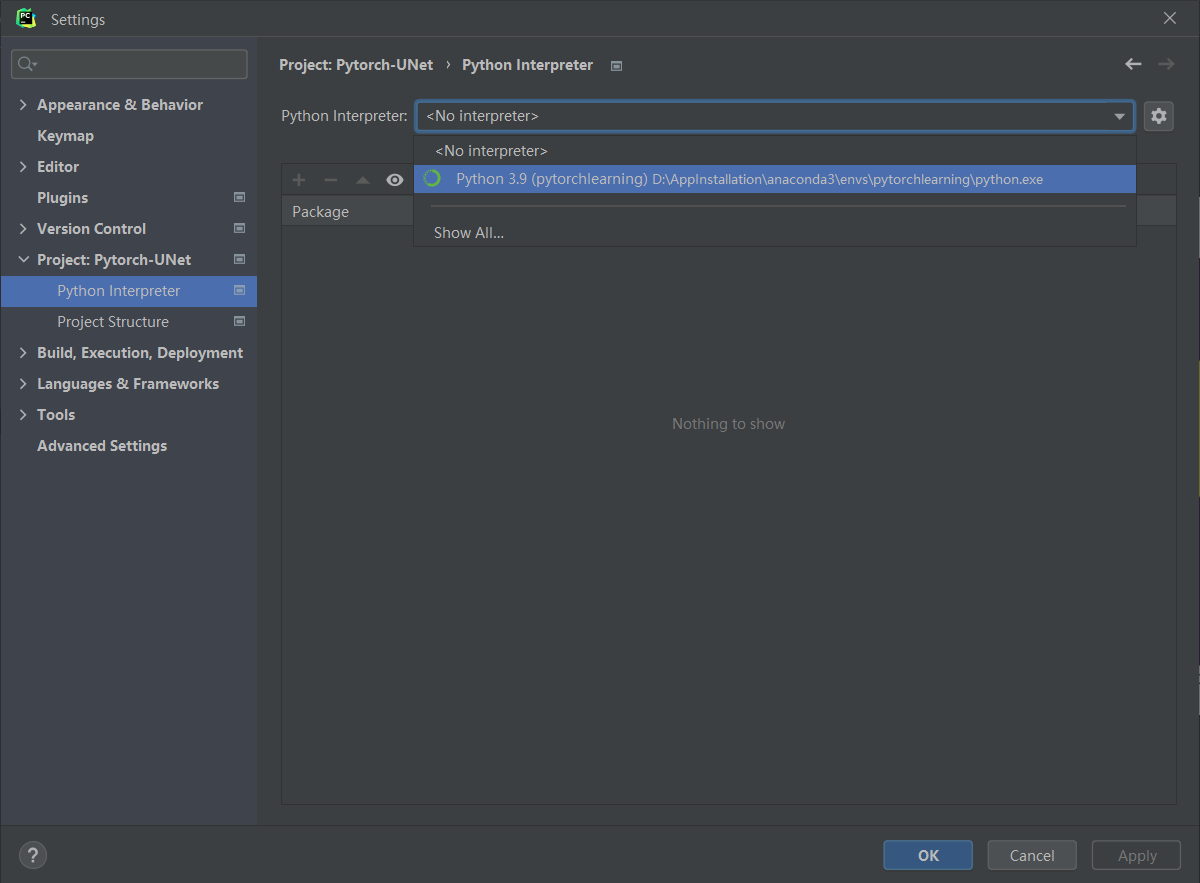 PC
Settings
Project: Pytorch-UNet › Python Interpreter
Appearance & Behavior
Keymap
Editor
Plugins
Version Control
Project: Pytorch-UNet
Python Interpreter
Project Structure
Build, Execution, Deployment
Languages & Frameworks
Tools
Advanced Settings
Python Interpreter: <No interpreter>
<No interpreter>
Python 3.9 (pytorchlearning) D:\AppInstallation\anaconda3\envs\pytorchlearning\python.exe
Show All...
Package
Nothing to show
?
OK
Cancel
Apply